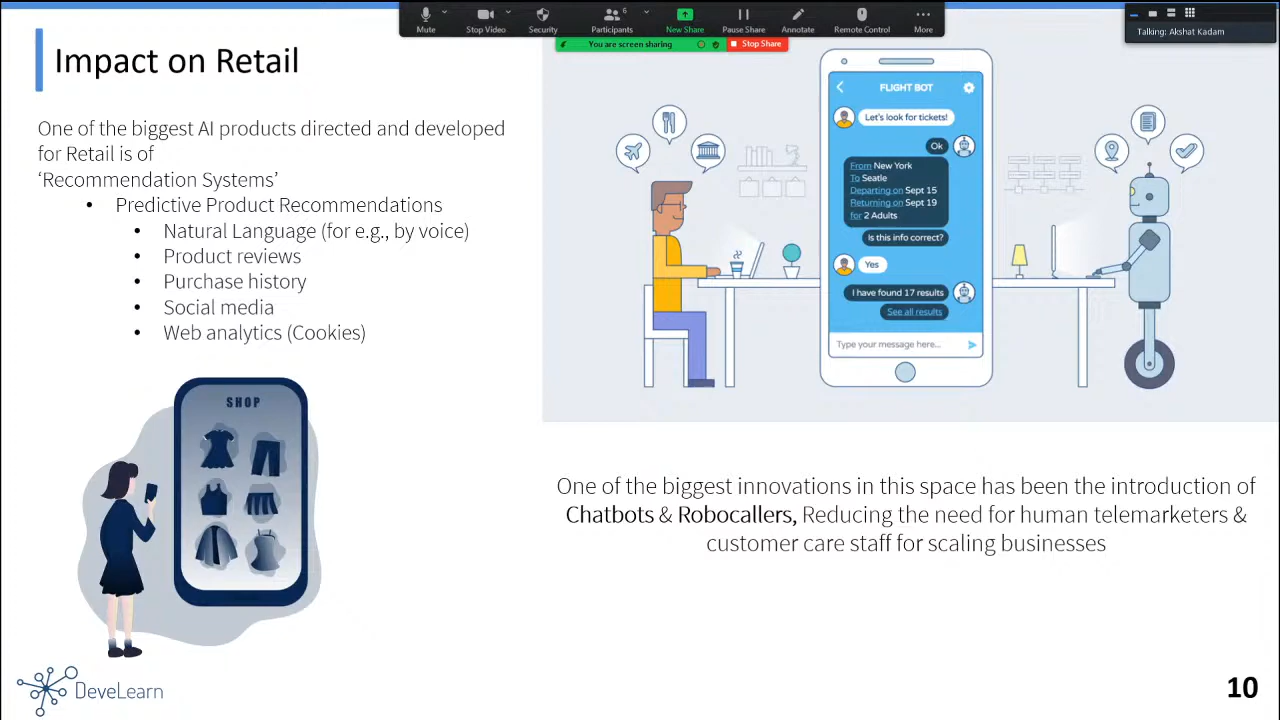 Mute
Stop Video
Security
6
Participants
New Share
Pause Share
Annotate
Remote Control
More
You are screen sharing
Stop Share
Talking: Akshat Kadam
Impact on Retail
One of the biggest AI products directed and developed
for Retail is of
‘Recommendation Systems’
• Predictive Product Recommendations
• Natural Language (for e.g., by voice)
• Product reviews
• Purchase history
• Social media
• Web analytics (Cookies)
SHOP
FLIGHT BOT
Let's look for tickets!
Ok
From New York
To Seatle
Departing on Sept 15
Returning on Sept 19
for 2 Adults
Is this info correct?
Yes
I have found 17 results
See all results
Type your message here...
One of the biggest innovations in this space has been the introduction of
Chatbots & Robocallers, Reducing the need for human telemarketers &
customer care staff for scaling businesses
DeveLearn
10